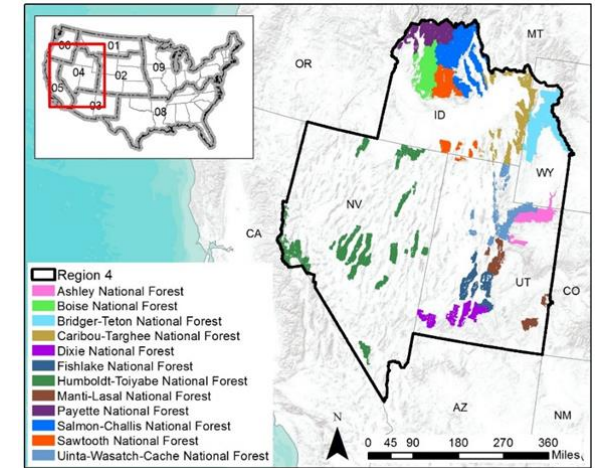 00
01
09
04
02
05
03
08
MT
OR
ID
WY
NV
CA
UT
CO
AZ
NM
Region 4
Ashley National Forest
Boise National Forest
Bridger-Teton National Forest
Caribou-Targhee National Forest
Dixie National Forest
Fishlake National Forest
Humboldt-Toiyabe National Forest
Manti-Lasal National Forest
Payette National Forest
Salmon-Challis National Forest
Sawtooth National Forest
Uinta-Wasatch-Cache National Forest
N
0 45 90 180 270 360
Miles